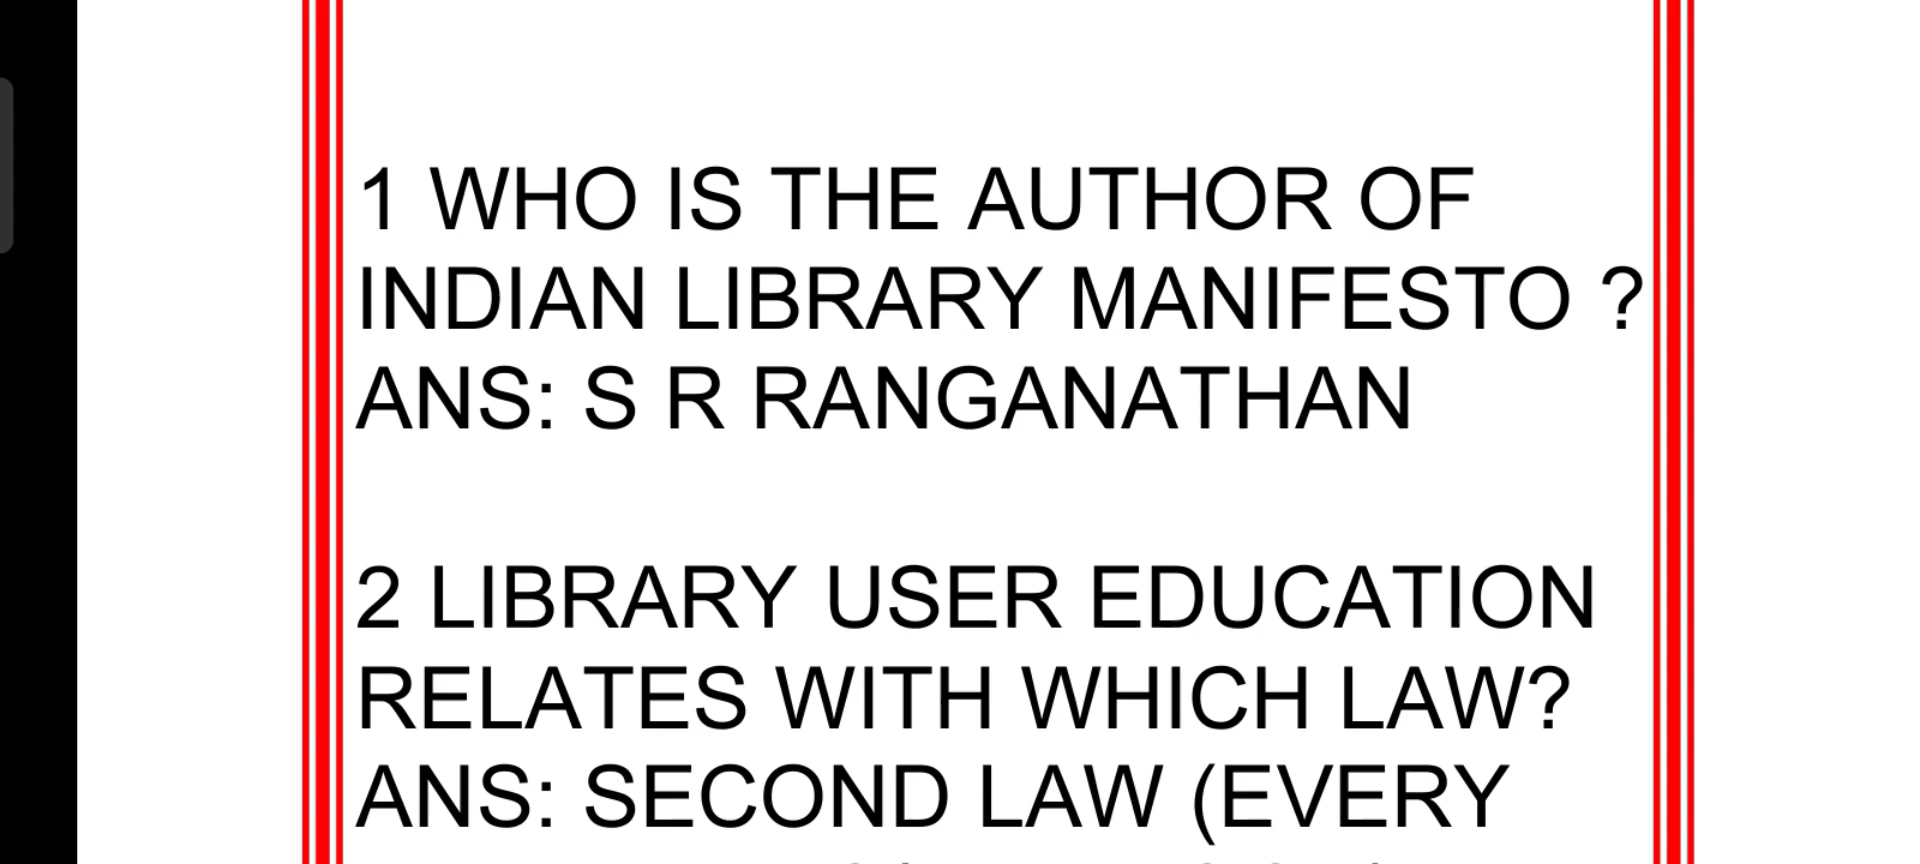 1 WHO IS THE AUTHOR OF
INDIAN LIBRARY MANIFESTO ?
ANS: S R RANGANATHAN
2 LIBRARY USER EDUCATION
RELATES WITH WHICH LAW?
ANS: SECOND LAW (EVERY